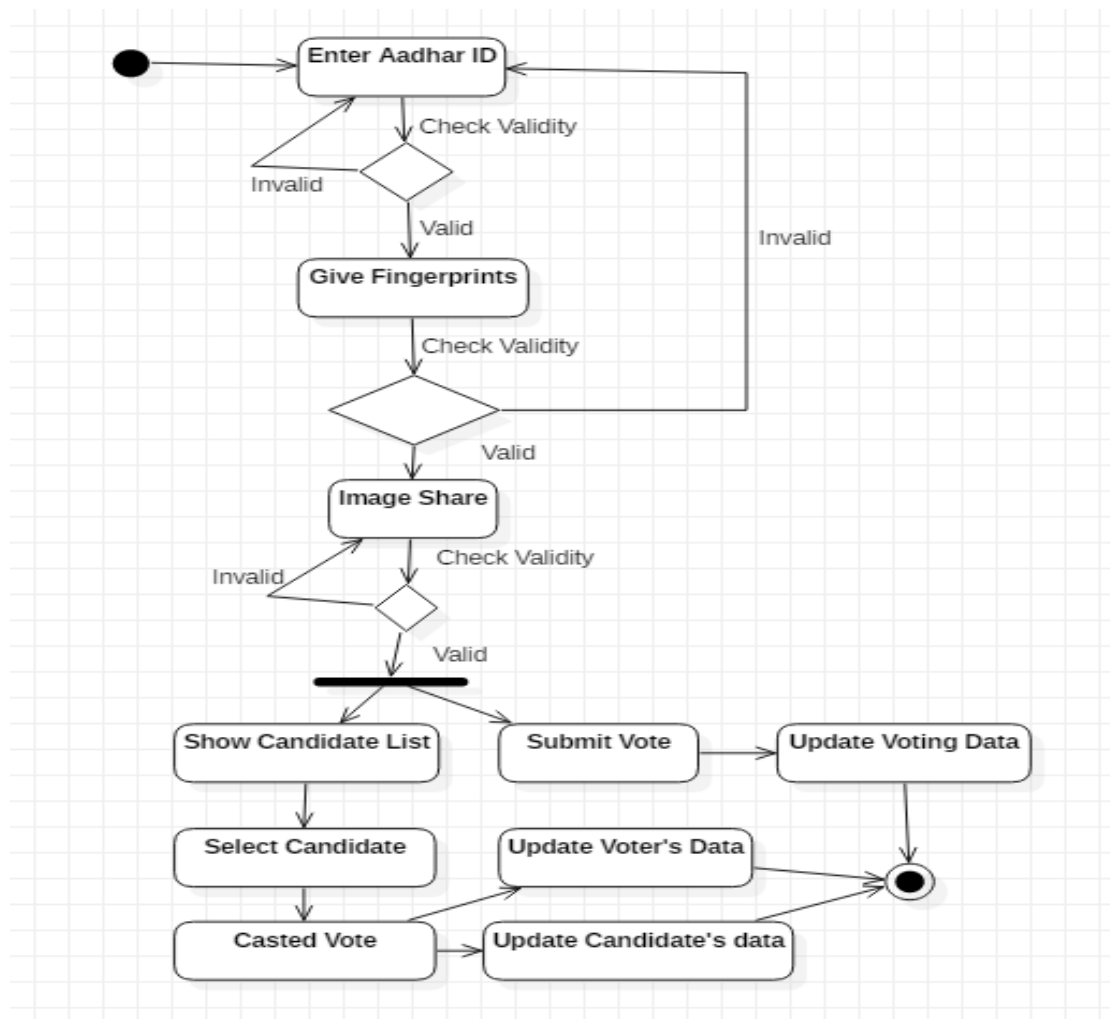 Enter Aadhar ID
Check Validity
Invalid
Valid
Invalid
Give Fingerprints
Check Validity
Valid
Image Share
Check Validity
Invalid
Valid
Show Candidate List
Submit Vote
Update Voting Data
Select Candidate
Update Voter's Data
Casted Vote
Update Candidate's data